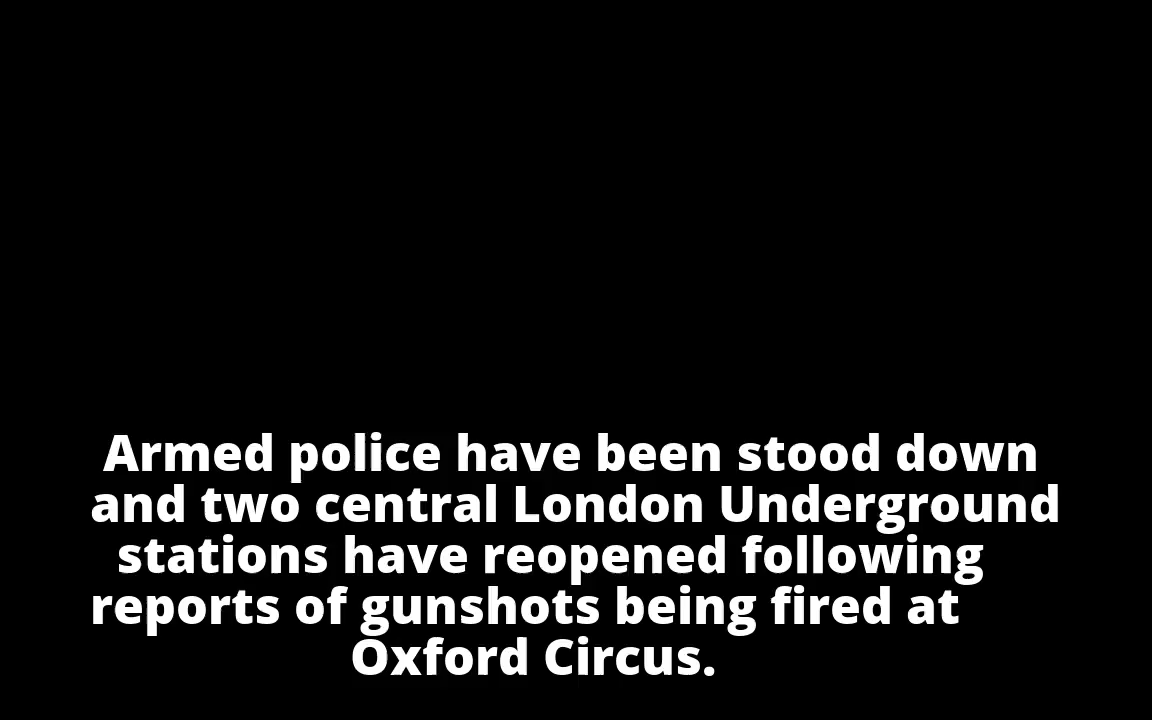 Armed police have been stood down
and two central London Underground
stations have reopened following
reports of gunshots being fired at
Oxford Circus.